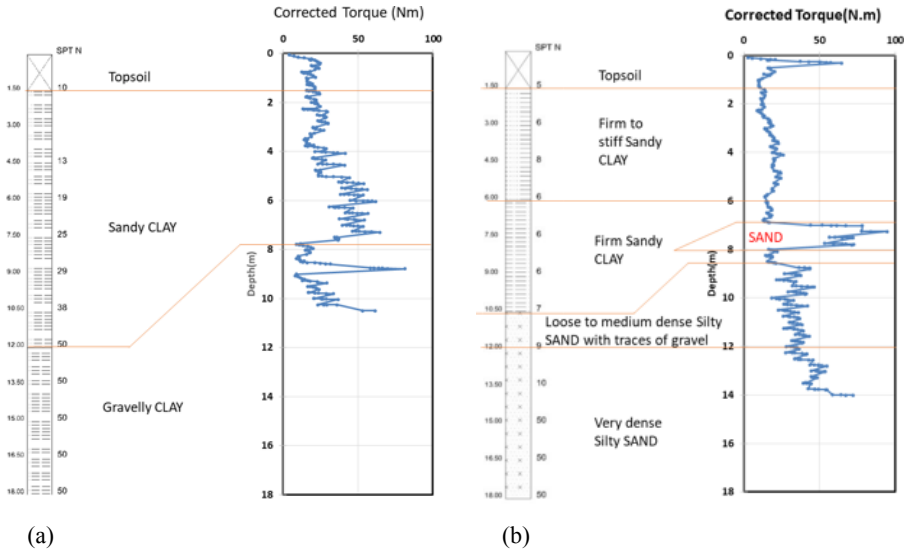 Corrected Torque (Nm)
0 50 100
SPT N
Topsoil
1.50 10
3.00
4.50 13
6.00 19
Sandy CLAY
7.50 25
9.00 29
10.50 38
12.00 50
13.50 50
Gravelly CLAY
15.00 50
16.50 50
18.00 50
Depth(m)
0
2
4
6
8
10
12
14
16
18
(a)
Corrected Torque(N.m)
0 50 100
SPT N
Topsoil
1.50 5
3.00 6
Firm to
stiff Sandy
CLAY
4.50 8
6.00 6
7.50 6
Firm Sandy
CLAY
SAND
9.00 6
10.50 7
Loose to medium dense Silty
SAND with traces of gravel
12.00 9
13.50 10
15.00 50
Very dense
Silty SAND
16.50 50
18.00 50
Depth(m)
0
2
4
6
8
10
12
14
16
18
(b)